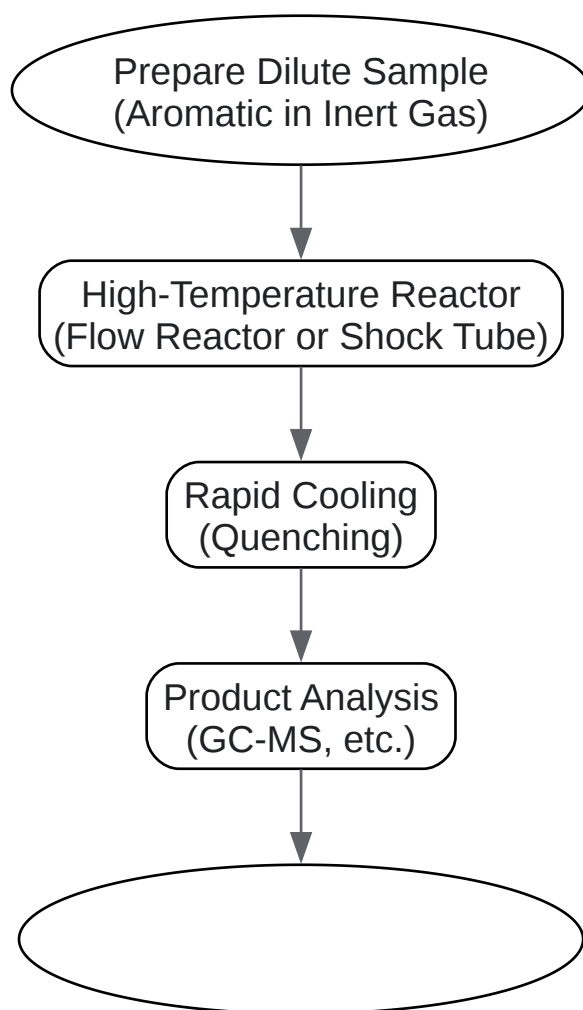 Prepare Dilute Sample
(Aromatic in Inert Gas)
High-Temperature Reactor
(Flow Reactor or Shock Tube)
Rapid Cooling
(Quenching)
Product Analysis
(GC-MS, etc.)